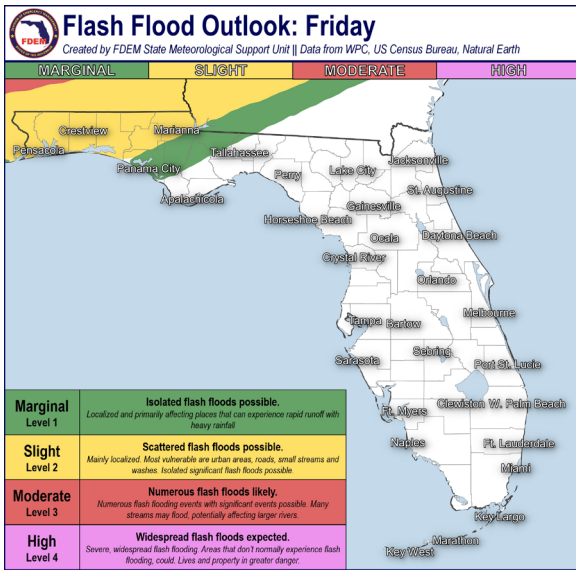 Flash Flood Outlook: Friday
Created by FDEM State Meteorological Support Unit || Data from WPC, US Census Bureau, Natural Earth
FDEM
MARGINAL SLIGHT MODERATE HIGH
Crestview
Marianna
Pensacola
Tallahassee
Panama City
Perry
Lake City
Jacksonville
Apalachicola
St. Augustine
Gainesville
Horseshoe Beach
Ocala
Daytona Beach
Crystal River
Orlando
Melbourne
Tampa
Bartow
Sarasota
Sebring
Port St. Lucie
Clewiston
W. Palm Beach
Ft. Myers
Naples
Ft. Lauderdale
Miami
Key Largo
Marathon
Key West
Marginal
Level 1
Isolated flash floods possible.
Localized and primarily affecting places that can experience rapid runoff with
heavy rainfall
Slight
Level 2
Scattered flash floods possible.
Mainly localized. Most vulnerable are urban areas, roads, small streams and
washes. Isolated significant flash floods possible
Moderate
Level 3
Numerous flash floods likely.
Numerous flash flooding events with significant events possible. Many
streams may flood, potentially affecting larger rivers.
High
Level 4
Widespread flash floods expected.
Severe, widespread flash flooding. Areas that don't normally experience flash
flooding, could. Lives and property in greater danger.